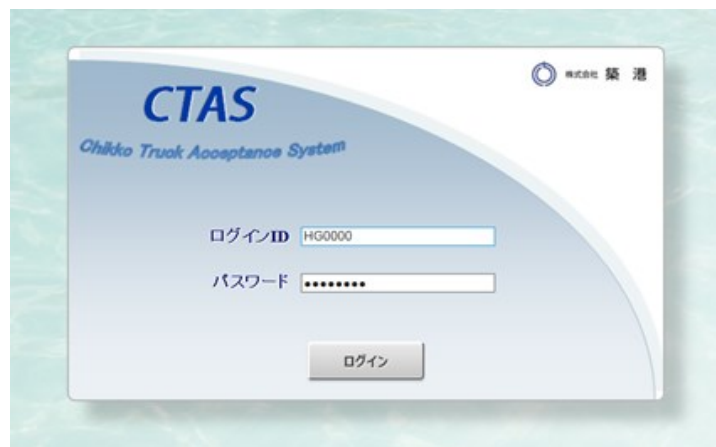 株式会社 築 港
CTAS
Chikko Truck Acceptance System
ログインID HG0000
パスワード ••••••••
ログイン